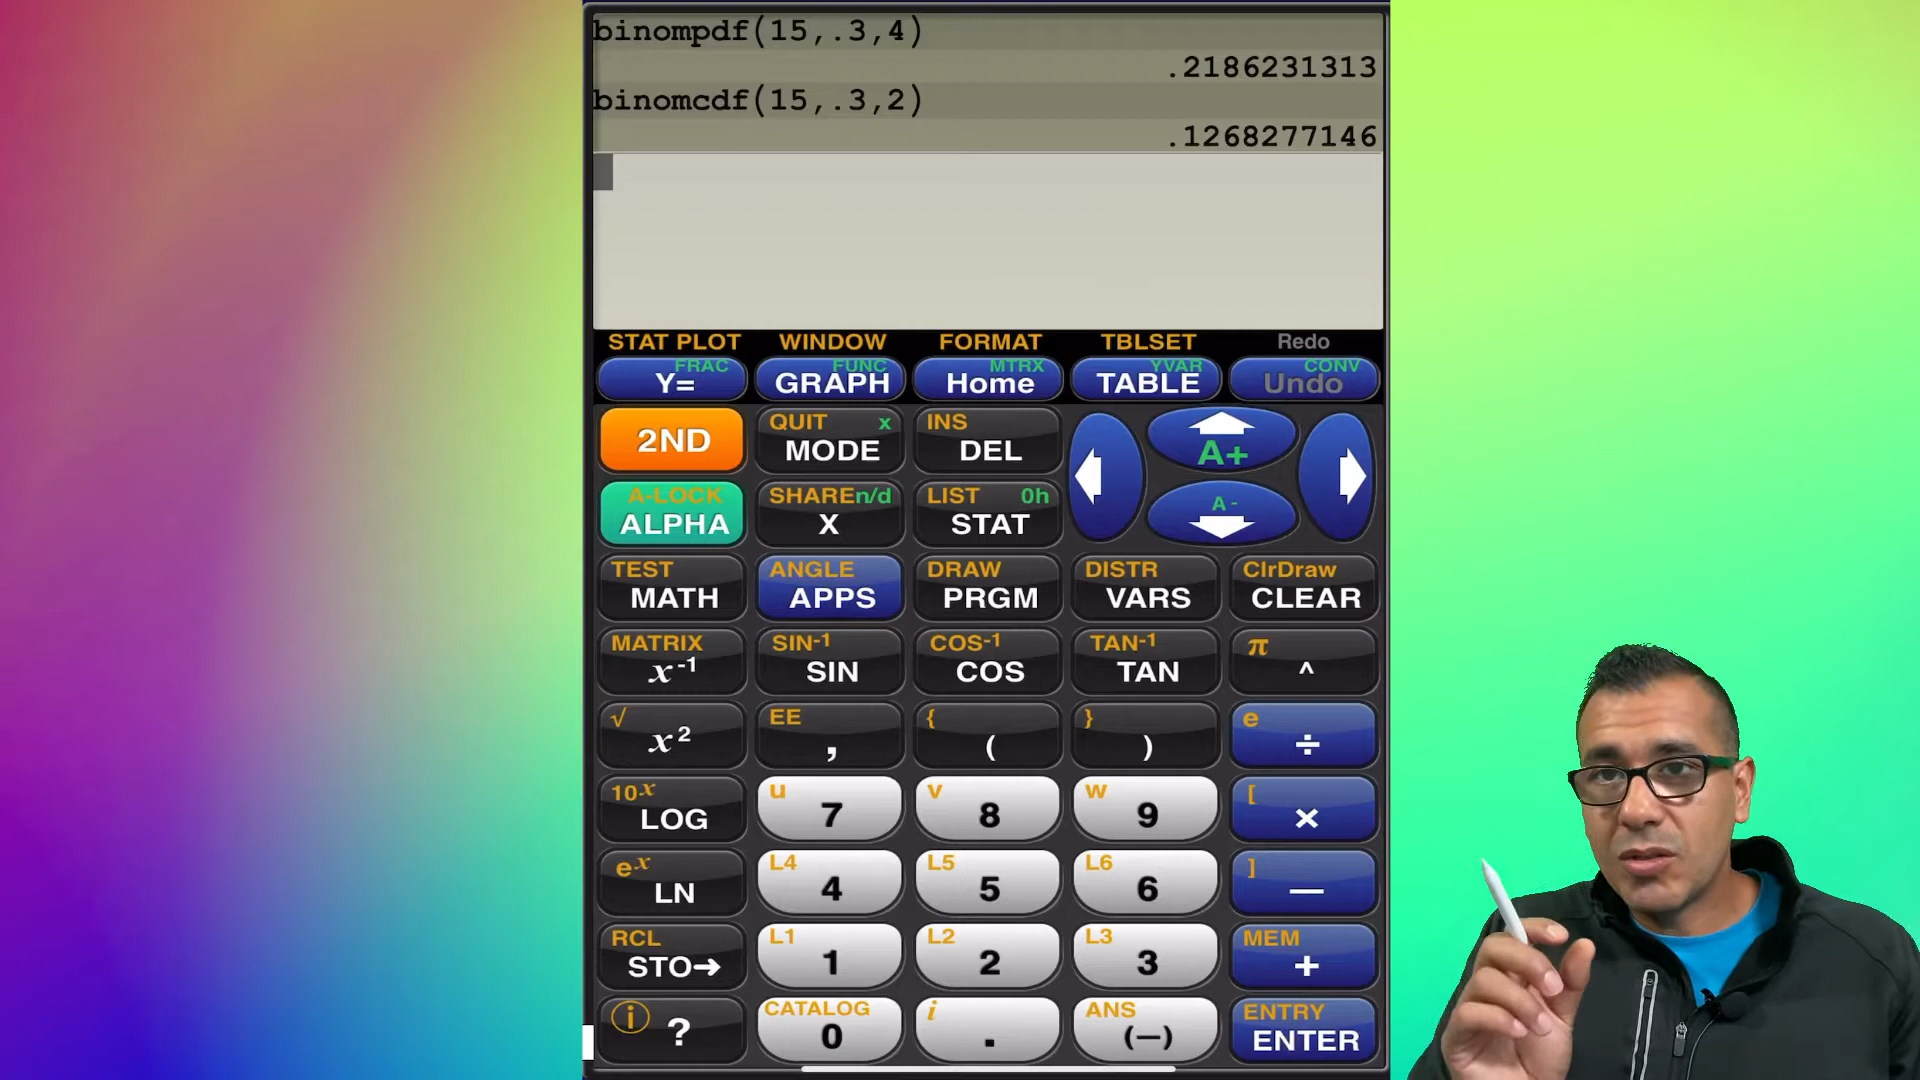 binompdf(15,.3,4)
.2186231313
binomcdf(15,.3,2)
.1268277146
STAT PLOT WINDOW FORMAT TBLSET Redo
FRAC FUNC MTRX YVAR CONV
Y= GRAPH Home TABLE Undo
QUIT x INS
2ND MODE DEL A+
A-LOCK SHARE n/d LIST 0h A-
ALPHA X STAT
TEST ANGLE DRAW DISTR ClrDraw
MATH APPS PRGM VARS CLEAR
MATRIX SIN-1 COS-1 TAN-1 π
x-1 SIN COS TAN ^
√ EE { } e
x2 , ( ) ÷
10x u v w [
LOG 7 8 9 ×
ex L4 L5 L6 ]
LN 4 5 6 —
RCL L1 L2 L3 MEM
STO➔ 1 2 3 +
i CATALOG i ANS ENTRY
? 0 . (—) ENTER